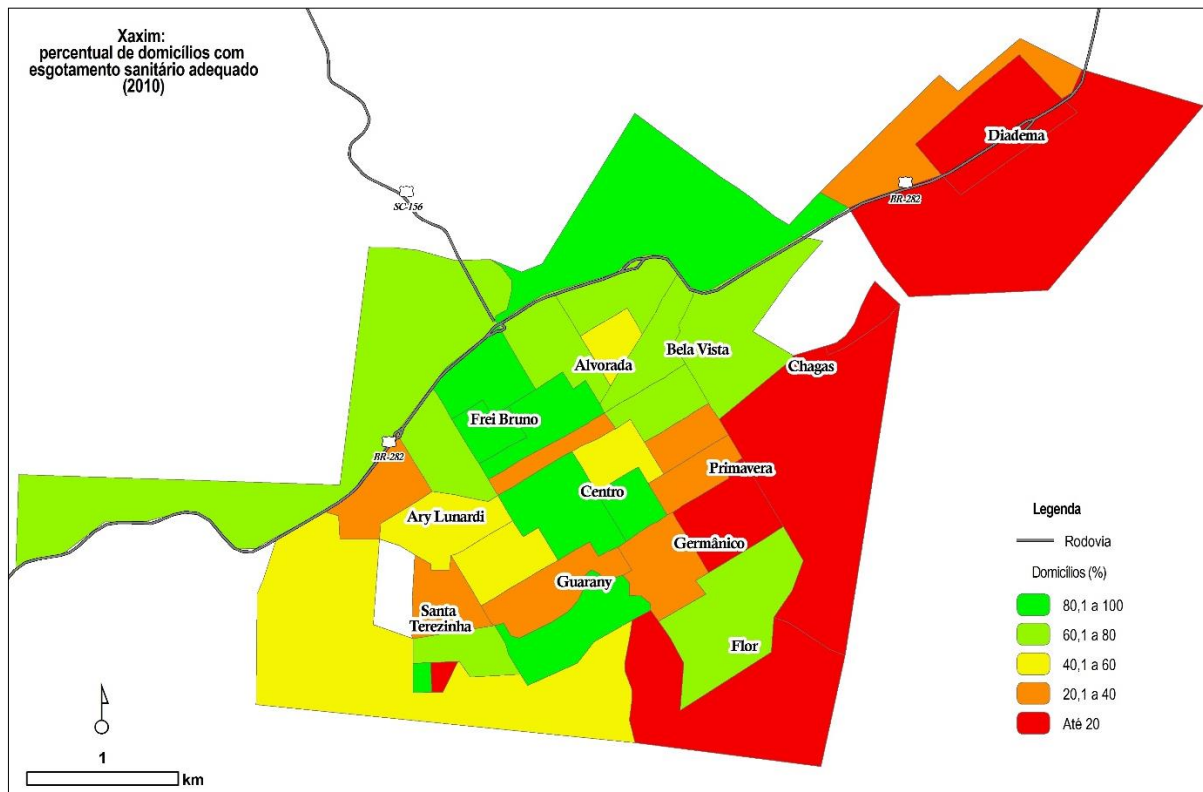 Xaxim:
percentual de domicílios com
esgotamento sanitário adequado
(2010)
Diadema
BR-282
SC-156
Bela Vista
Alvorada
Chagas
Frei Bruno
BR-282
Primavera
Centro
Ary Lunardi
Germânico
Guarany
Santa
Terezinha
Flor
Legenda
Rodovia
Domicílios (%)
80,1 a 100
60,1 a 80
40,1 a 60
20,1 a 40
Até 20
1
km